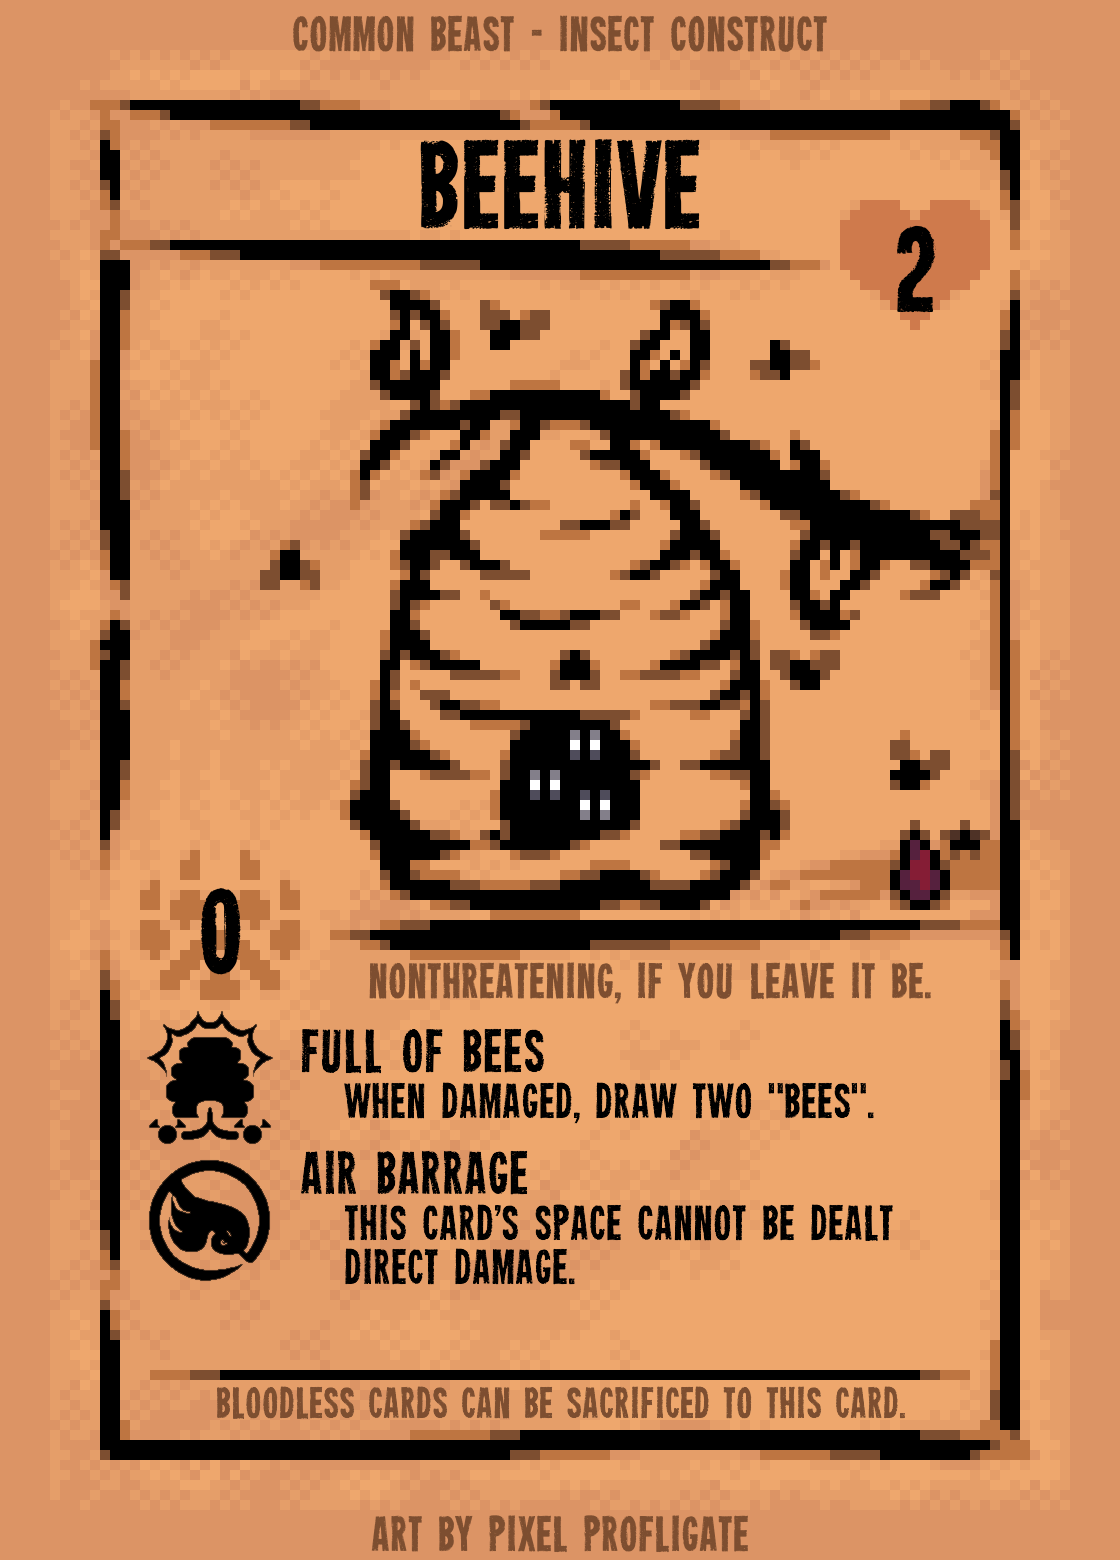 COMMON BEAST - INSECT CONSTRUCT
BEEHIVE
2
0
NONTHREATENING, IF YOU LEAVE IT BE.
FULL OF BEES
WHEN DAMAGED, DRAW TWO "BEES".
AIR BARRAGE
THIS CARD'S SPACE CANNOT BE DEALT
DIRECT DAMAGE.
BLOODLESS CARDS CAN BE SACRIFICED TO THIS CARD.
ART BY PIXEL PROFLIGATE